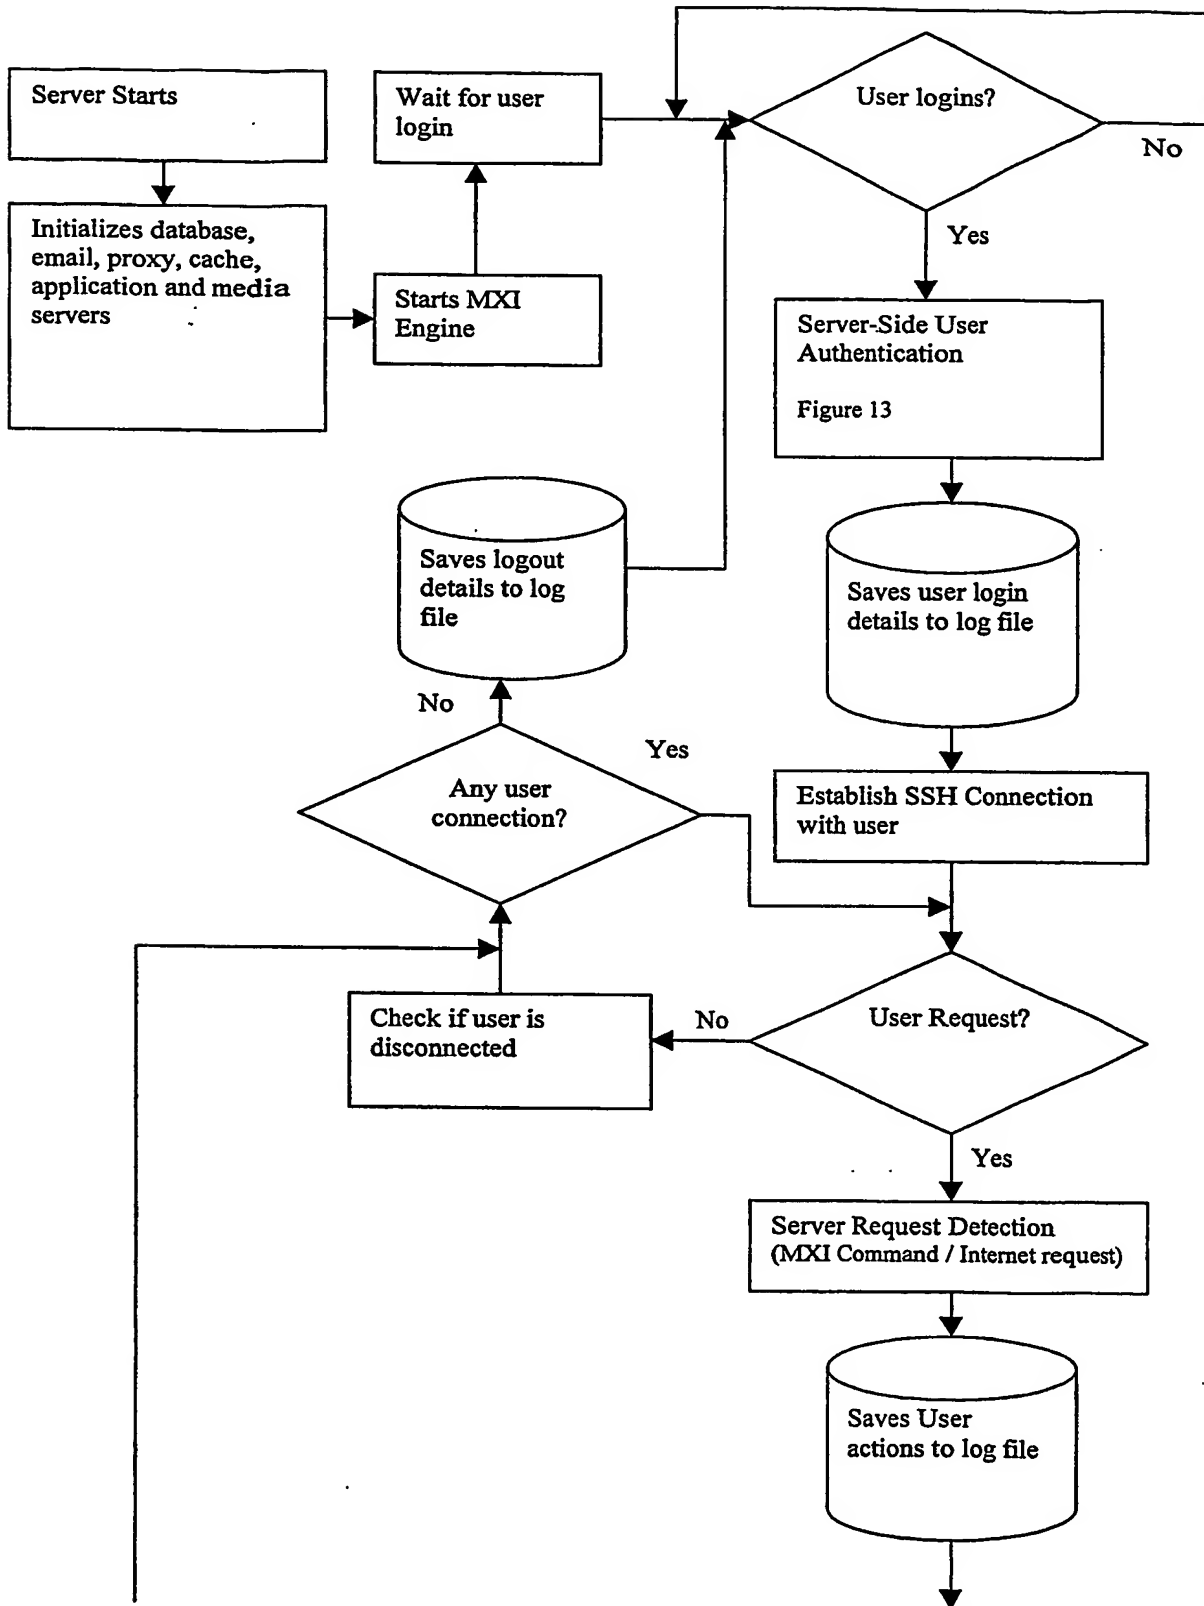 Server Starts
Wait for user
login
User logins?
No
Initializes database,
email, proxy, cache,
application and media
servers
Starts MXI
Engine
Yes
Server-Side User
Authentication
Figure 13
Saves logout
details to log
file
Saves user login
details to log file
No
Yes
Any user
connection?
Establish SSH Connection
with user
Check if user is
disconnected
No
User Request?
Yes
Server Request Detection
(MXI Command / Internet request)
Saves User
actions to log file